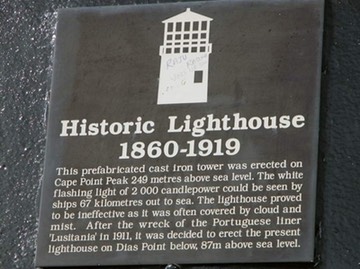 Historic Lighthouse
1860-1919
This prefabricated cast iron tower was erected on
Cape Point Peak 249 metres above sea level. The white
flashing light of 2 000 candlepower could be seen by
ships 67 kilometres out to sea. The lighthouse proved
to be ineffective as it was often covered by cloud and
mist. After the wreck of the Portuguese liner
'Lusitania' in 1911, it was decided to erect the present
lighthouse on Dias Point below, 87m above sea level.